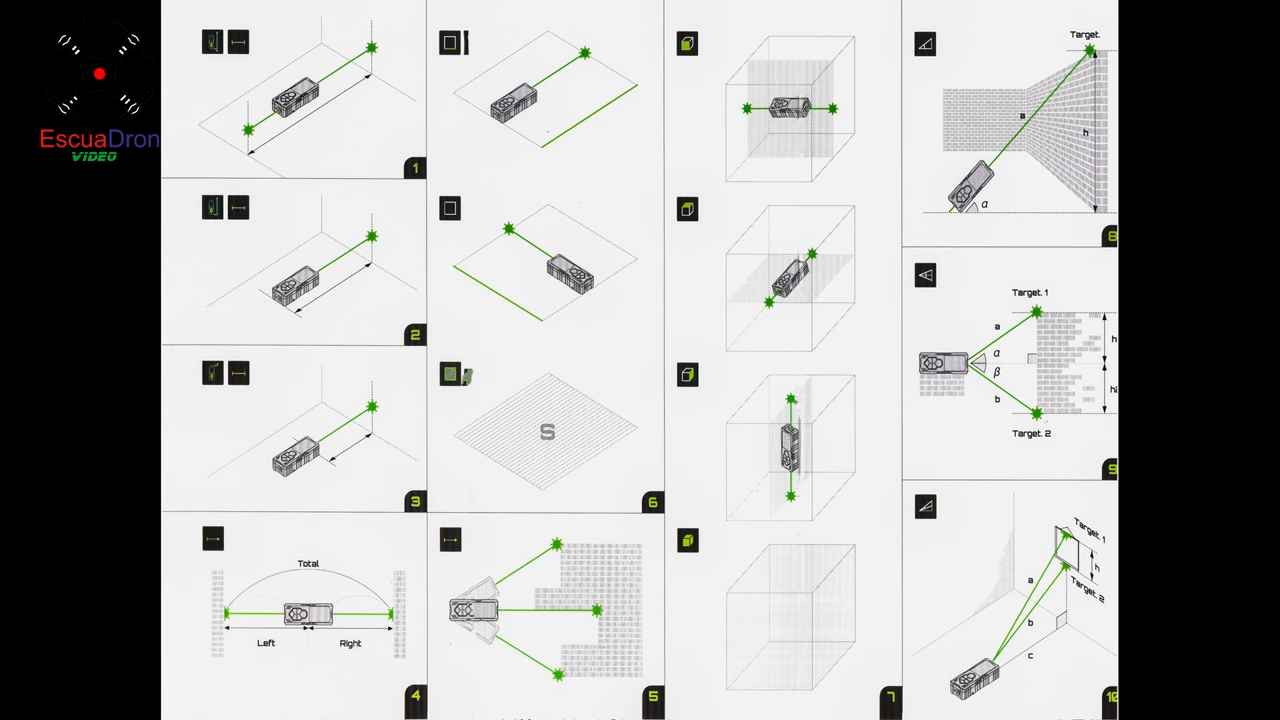 EscuaDron
VIDEO
1
2
3
Total
Left
Right
4
5
S
6
7
Target.
a
h
α
8
Target. 1
a
α
β
b
h
Target. 2
9
Target. 1
a
h
Target. 2
b
c
10